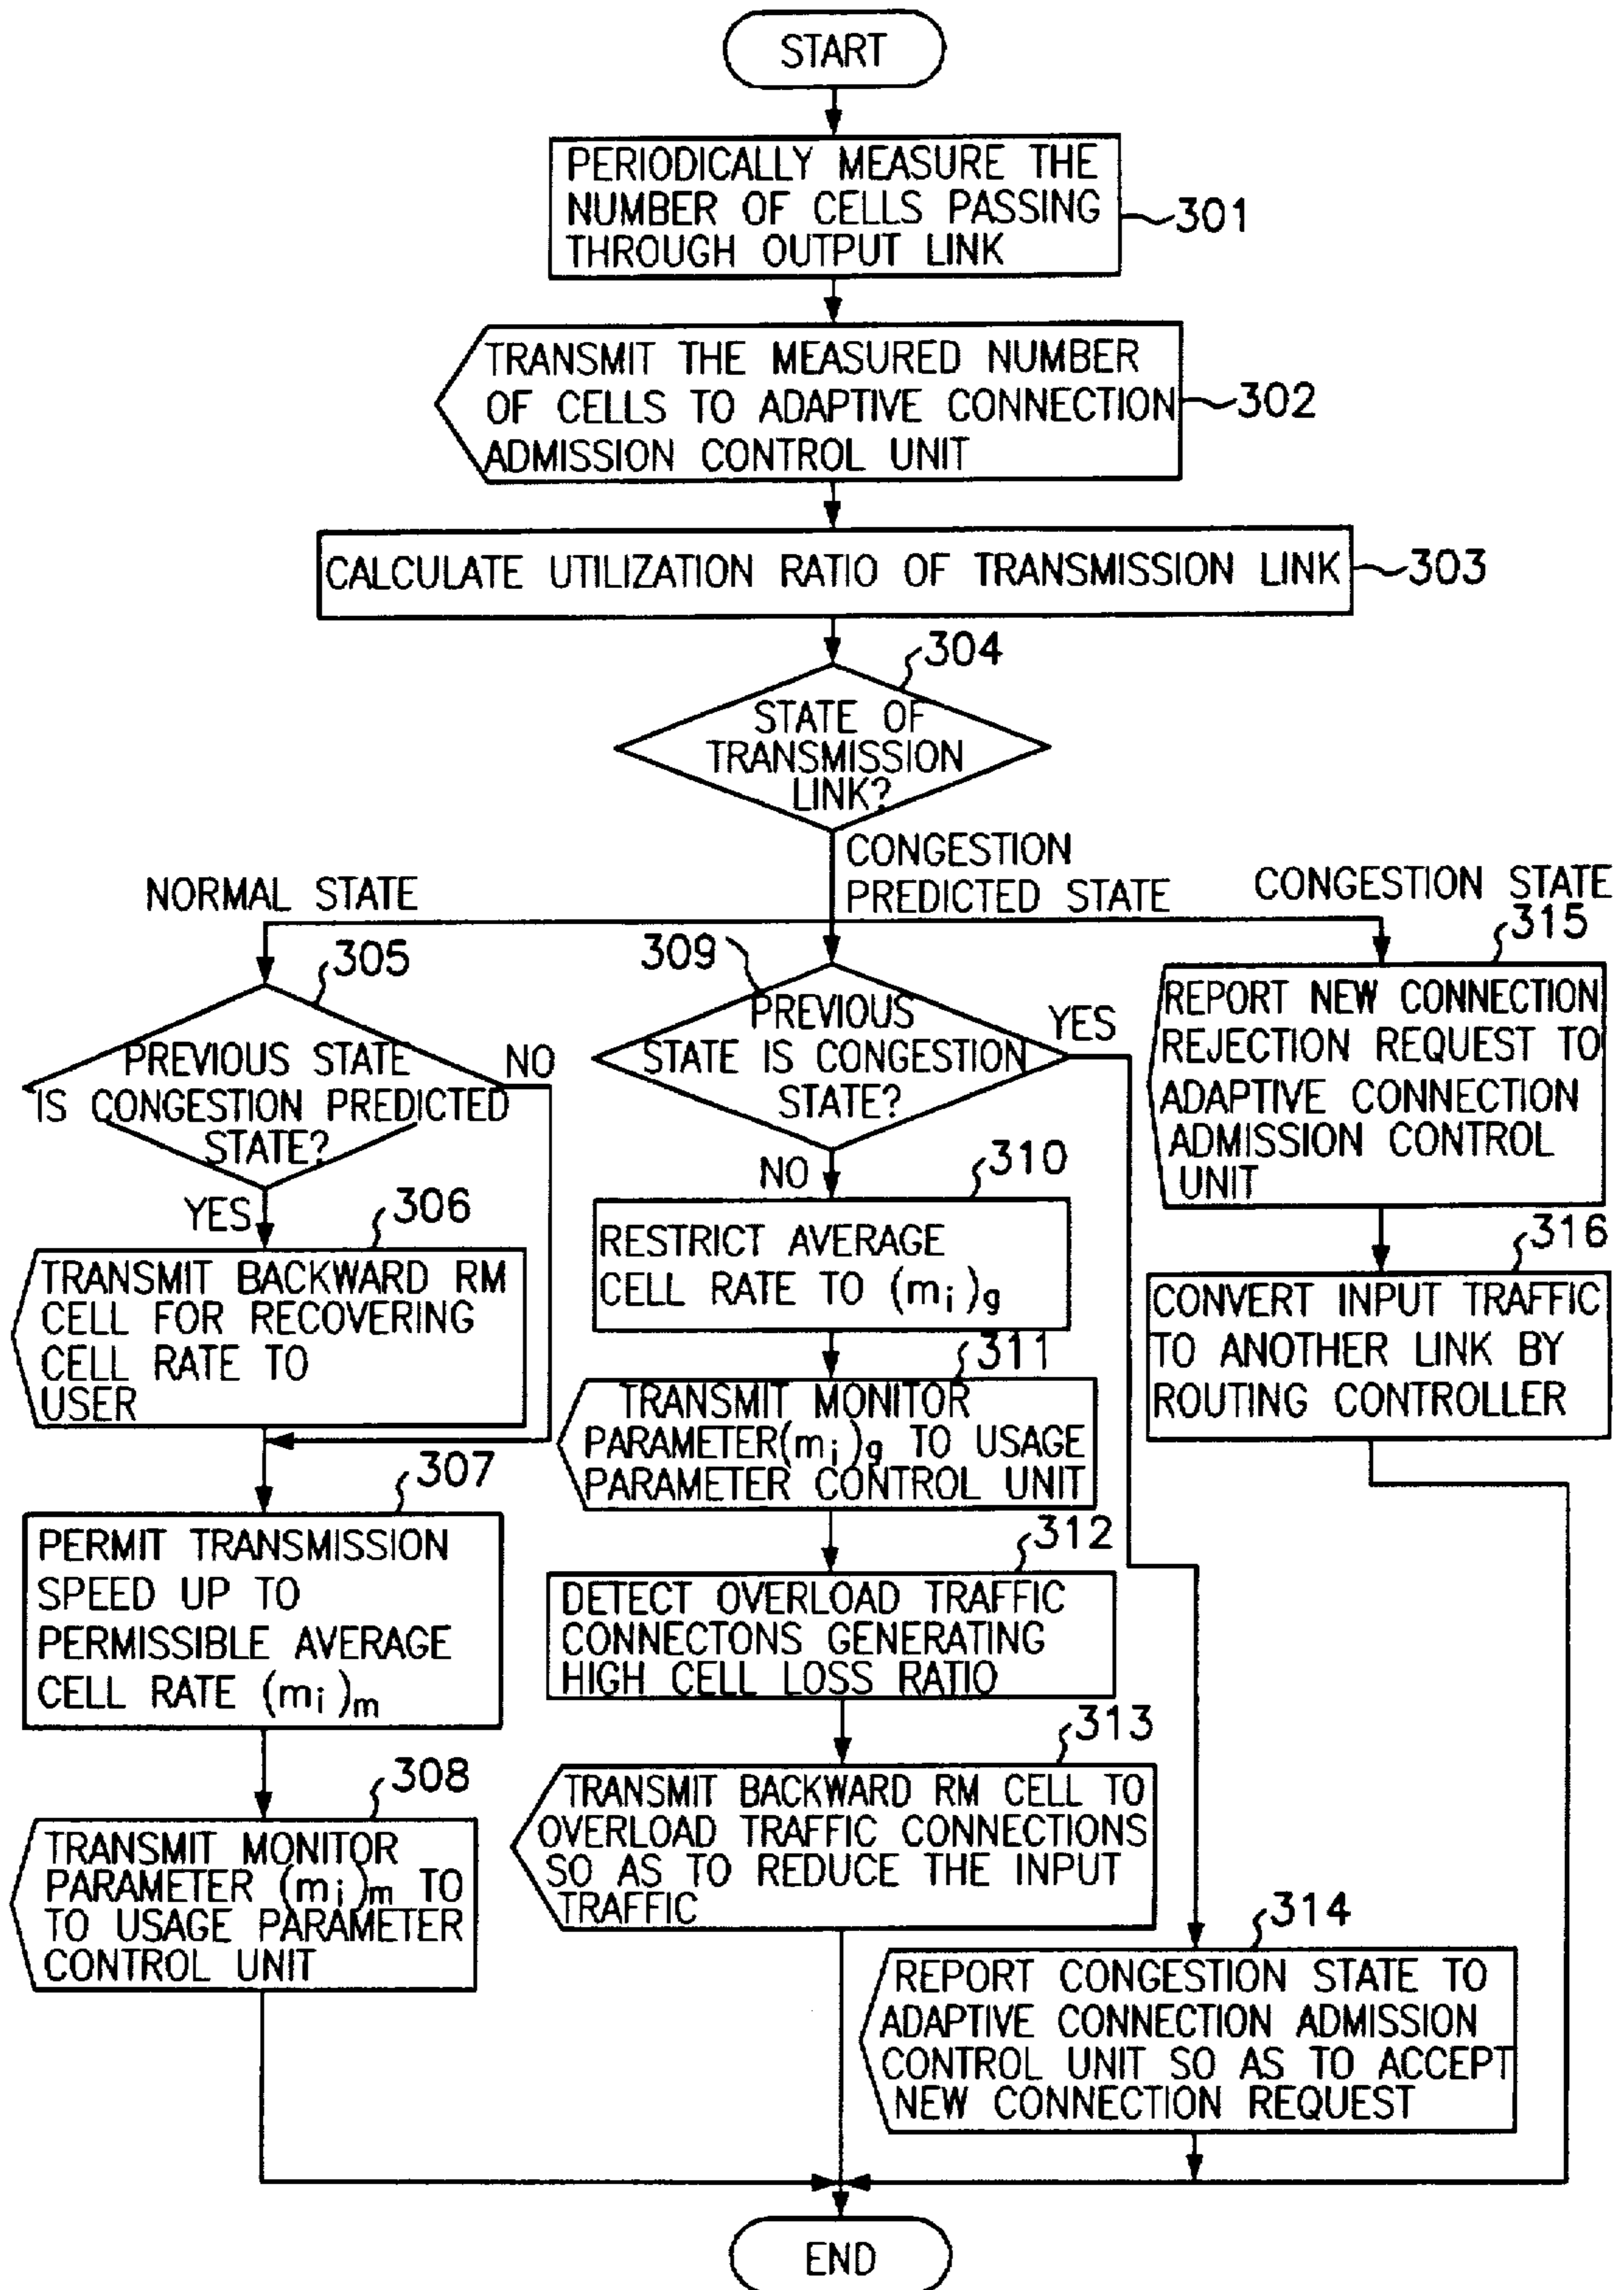 START
PERIODICALLY MEASURE THE
NUMBER OF CELLS PASSING
THROUGH OUTPUT LINK
301
TRANSMIT THE MEASURED NUMBER
OF CELLS TO ADAPTIVE CONNECTION
ADMISSION CONTROL UNIT
302
CALCULATE UTILIZATION RATIO OF TRANSMISSION LINK
303
304
STATE OF
TRANSMISSION
LINK?
NORMAL STATE
CONGESTION
PREDICTED STATE
CONGESTION STATE
305
PREVIOUS STATE
IS CONGESTION PREDICTED
STATE?
NO
YES
306
TRANSMIT BACKWARD RM
CELL FOR RECOVERING
CELL RATE TO
USER
307
PERMIT TRANSMISSION
SPEED UP TO
PERMISSIBLE AVERAGE
CELL RATE (mi)m
308
TRANSMIT MONITOR
PARAMETER (mi)m TO
TO USAGE PARAMETER
CONTROL UNIT
309
PREVIOUS
STATE IS CONGESTION
STATE?
YES
NO
310
RESTRICT AVERAGE
CELL RATE TO (mi)g
311
TRANSMIT MONITOR
PARAMETER(mi)g TO USAGE
PARAMETER CONTROL UNIT
312
DETECT OVERLOAD TRAFFIC
CONNECTONS GENERATING
HIGH CELL LOSS RATIO
313
TRANSMIT BACKWARD RM CELL TO
OVERLOAD TRAFFIC CONNECTIONS
SO AS TO REDUCE THE INPUT
TRAFFIC
314
REPORT CONGESTION STATE TO
ADAPTIVE CONNECTION ADMISSION
CONTROL UNIT SO AS TO ACCEPT
NEW CONNECTION REQUEST
315
REPORT NEW CONNECTION
REJECTION REQUEST TO
ADAPTIVE CONNECTION
ADMISSION CONTROL
UNIT
316
CONVERT INPUT TRAFFIC
TO ANOTHER LINK BY
ROUTING CONTROLLER
END